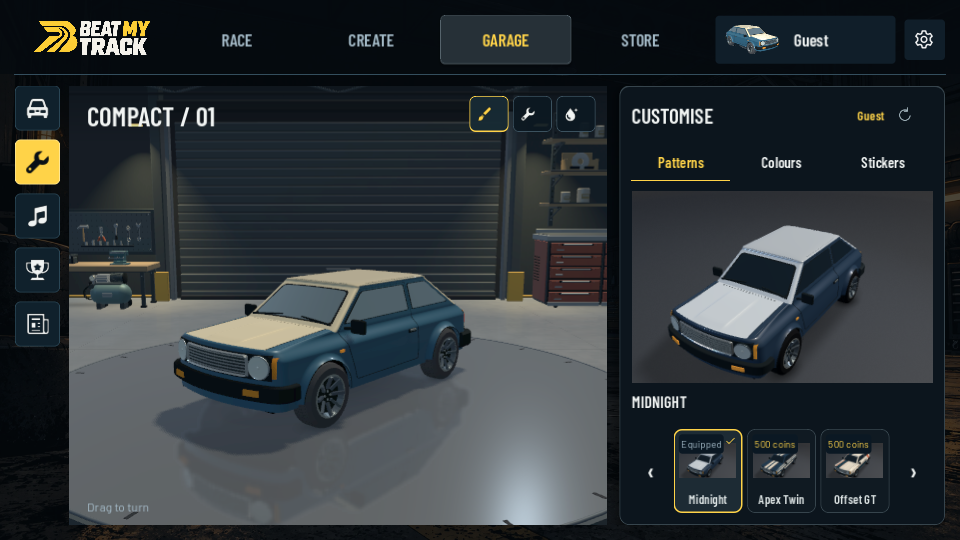 BEAT MY
TRACK
RACE
CREATE
GARAGE
STORE
Guest
COMPACT / 01
Drag to turn
CUSTOMISE
Guest
Patterns
Colours
Stickers
MIDNIGHT
Equipped
Midnight
500 coins
Apex Twin
500 coins
Offset GT